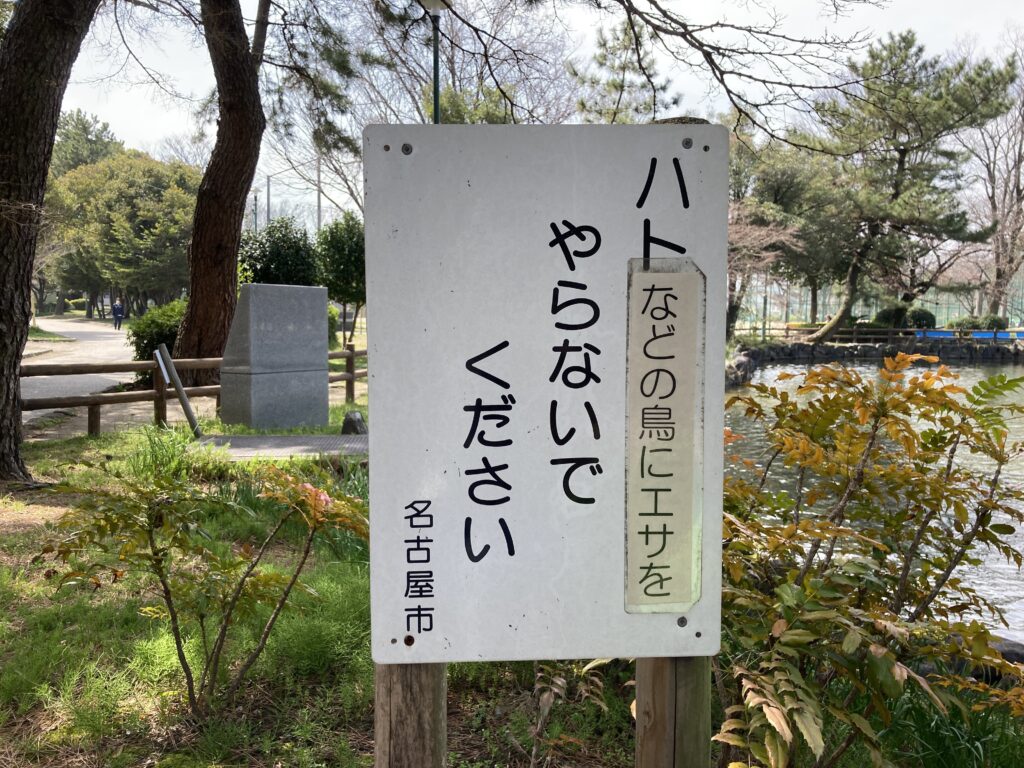 ハトなどの鳥にエサを
やらないで
ください
名古屋市